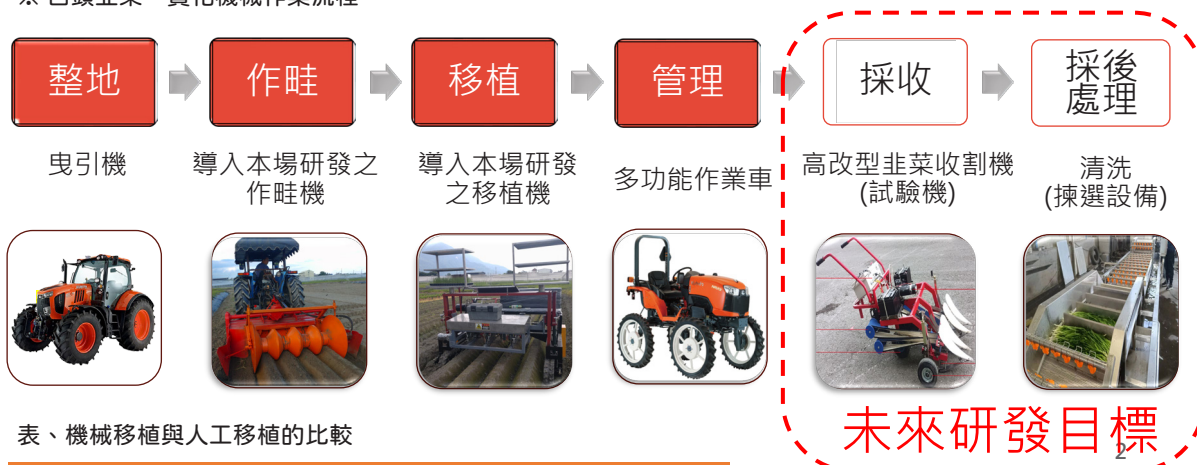 整地
作畦
移植
管理
採收
採後
處理
曳引機
導入本場研發之
作畦機
導入本場研發
之移植機
多功能作業車
高改型韭菜收割機
(試驗機)
清洗
(揀選設備)
未來研發目標
2
表、機械移植與人工移植的比較